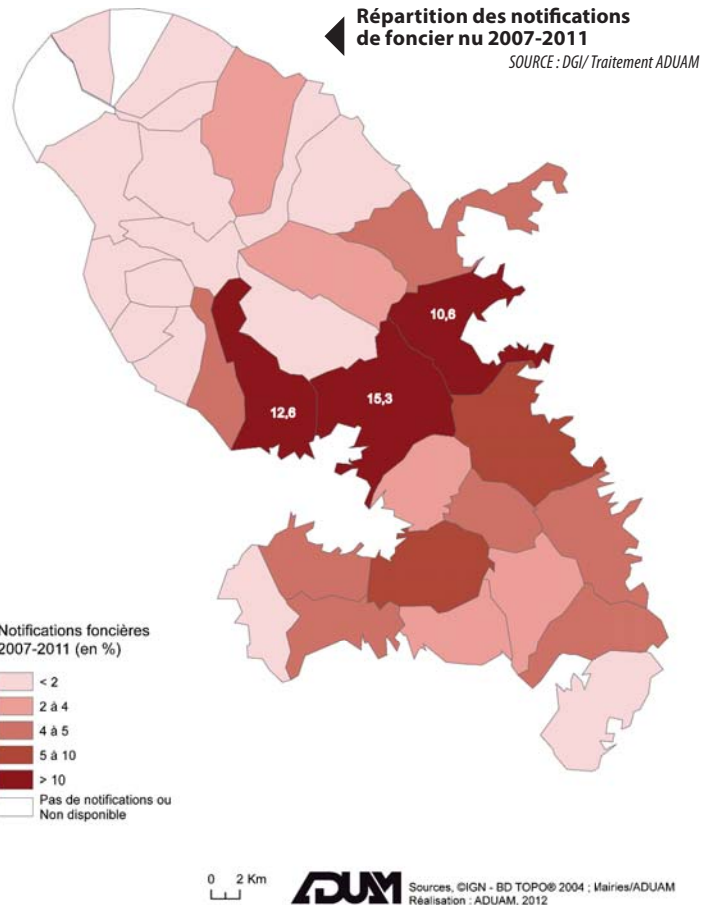 Répartition des notifications
de foncier nu 2007-2011
SOURCE : DGI/ Traitement ADUAM
10,6
15,3
12,6
Notifications foncières
2007-2011 (en %)
< 2
2 à 4
4 à 5
5 à 10
> 10
Pas de notifications ou
Non disponible
0 2 Km
ADUAM
Sources, ©IGN - BD TOPO® 2004 ; Mairies/ADUAM
Réalisation : ADUAM, 2012